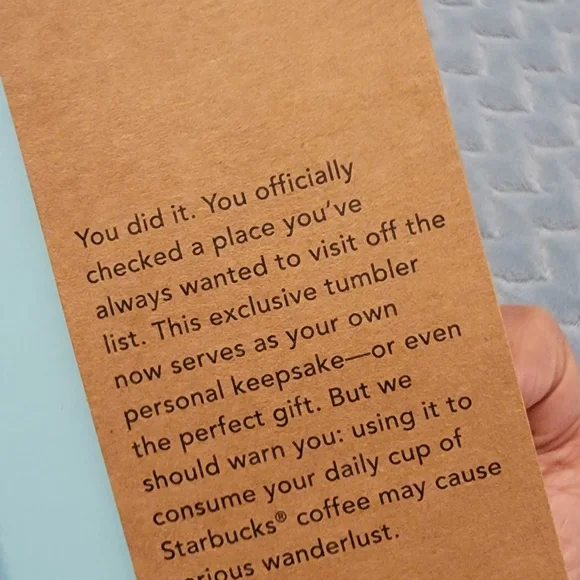 You did it. You officially
checked a place you've
always wanted to visit off the
list. This exclusive tumbler
now serves as your own
personal keepsake—or even
the perfect gift. But we
should warn you: using it to
consume your daily cup of
Starbucks® coffee may cause
wanderlust.